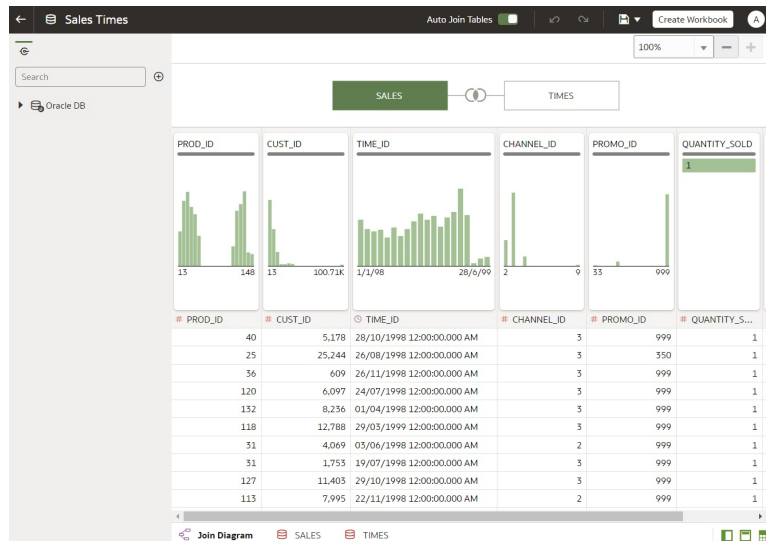 Sales Times
Auto Join Tables
Create Workbook
A
100%
Search
Oracle DB
SALES
TIMES
PROD_ID CUST_ID TIME_ID CHANNEL_ID PROMO_ID QUANTITY_SOLD
1
13 148 13 100.71K 1/1/98 28/6/99 2 9 33 999
# PROD_ID # CUST_ID TIME_ID # CHANNEL_ID # PROMO_ID # QUANTITY_S...
40 5,178 28/10/1998 12:00:00.000 AM 3 999 1
25 25,244 26/08/1998 12:00:00.000 AM 3 350 1
36 609 26/11/1998 12:00:00.000 AM 3 999 1
120 6,097 24/07/1998 12:00:00.000 AM 3 999 1
132 8,236 01/04/1998 12:00:00.000 AM 3 999 1
118 12,788 29/03/1999 12:00:00.000 AM 3 999 1
31 4,069 03/06/1998 12:00:00.000 AM 2 999 1
31 1,753 19/07/1998 12:00:00.000 AM 3 999 1
127 11,403 29/10/1998 12:00:00.000 AM 3 999 1
113 7,995 22/11/1998 12:00:00.000 AM 2 999 1
Join Diagram SALES TIMES